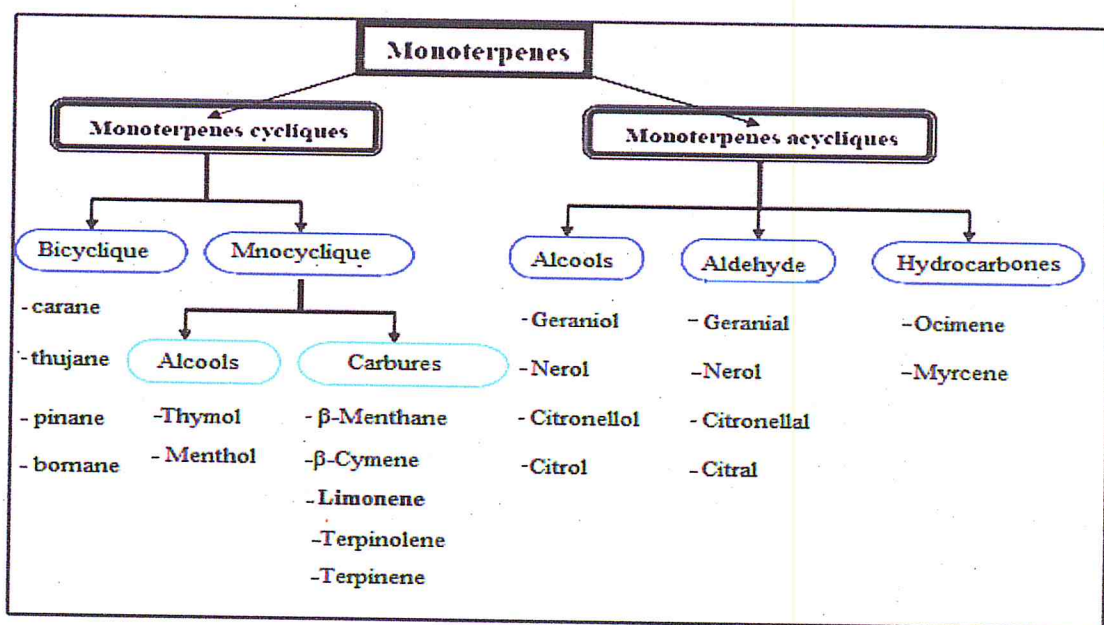 Monoterpenes
Monoterpenes cycliques
Monoterpenes acycliques
Bicyclique
-carane
-thujane
- pinane
- bornane
Mnocyclique
Alcools
-Thymol
- Menthol
Carbures
- β-Menthane
-β-Cymene
-Limonene
-Terpinolene
-Terpinene
Alcools
-Geraniol
-Nerol
-Citronellol
-Citrol
Aldehyde
- Geranial
-Nerol
- Citronellal
- Citral
Hydrocarbones
-Ocimene
-Myrcene